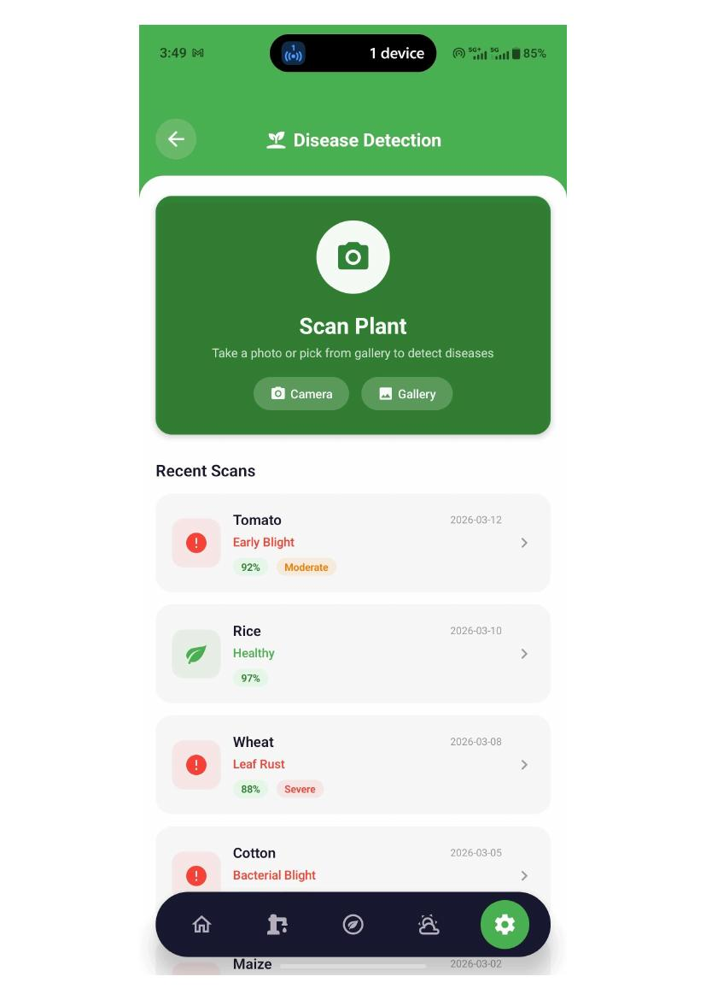 3:49
1
1 device
5G+ 5G 85%
Disease Detection
Scan Plant
Take a photo or pick from gallery to detect diseases
Camera
Gallery
Recent Scans
Tomato
2026-03-12
Early Blight
92%
Moderate
Rice
2026-03-10
Healthy
97%
Wheat
2026-03-08
Leaf Rust
88%
Severe
Cotton
2026-03-05
Bacterial Blight
Maize
2026-03-02